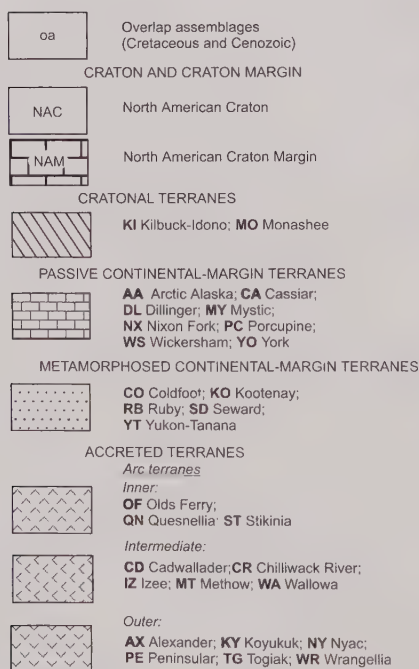 oa
Overlap assemblages
(Cretaceous and Cenozoic)
CRATON AND CRATON MARGIN
NAC
North American Craton
NAM
North American Craton Margin
CRATONAL TERRANES
KI Kilbuck-Idono; MO Monashee
PASSIVE CONTINENTAL-MARGIN TERRANES
AA Arctic Alaska; CA Cassiar;
DL Dillinger; MY Mystic;
NX Nixon Fork; PC Porcupine;
WS Wickersham; YO York
METAMORPHOSED CONTINENTAL-MARGIN TERRANES
CO Coldfoot; KO Kootenay;
RB Ruby; SD Seward;
YT Yukon-Tanana
ACCRETED TERRANES
Arc terranes
Inner:
OF Olds Ferry;
QN Quesnellia; ST Stikinia
Intermediate:
CD Cadwallader;CR Chilliwack River;
IZ Izee; MT Methow; WA Wallowa
Outer:
AX Alexander; KY Koyukuk; NY Nyac;
PE Peninsular; TG Togiak; WR Wrangellia